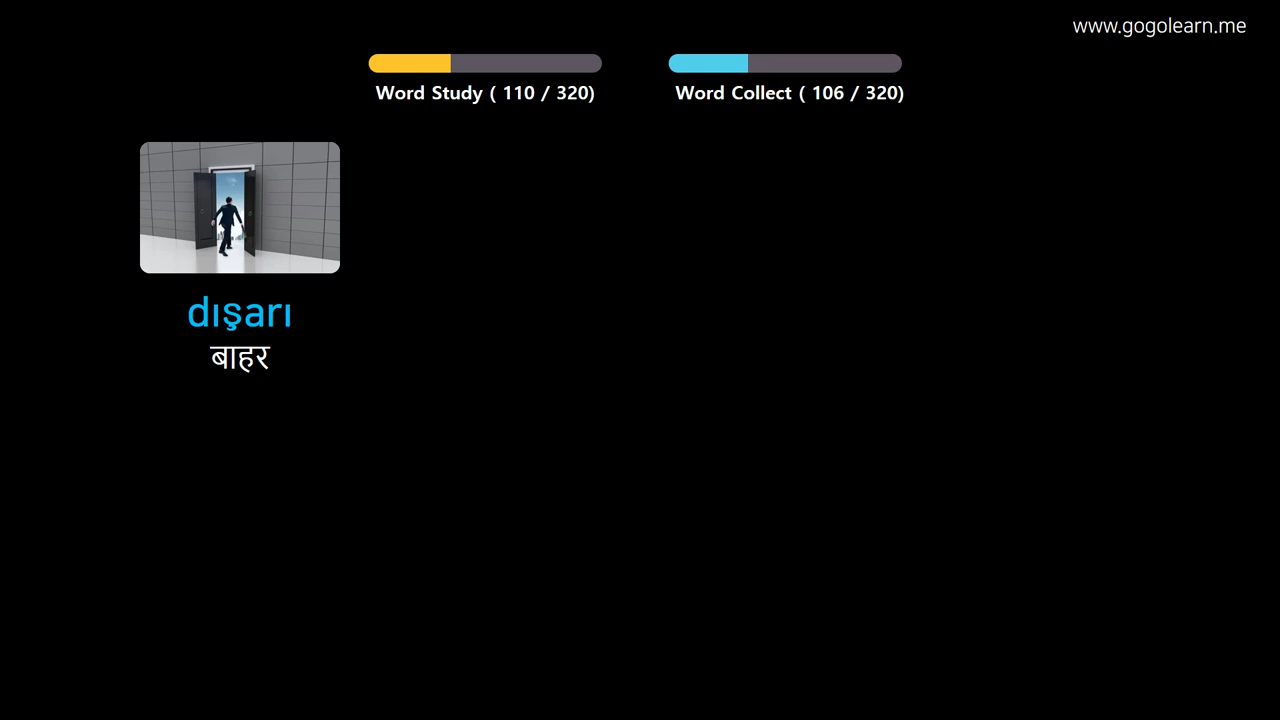 www.gogolearn.me
Word Study ( 110 / 320)
Word Collect ( 106 / 320)
dışarı
बाहर